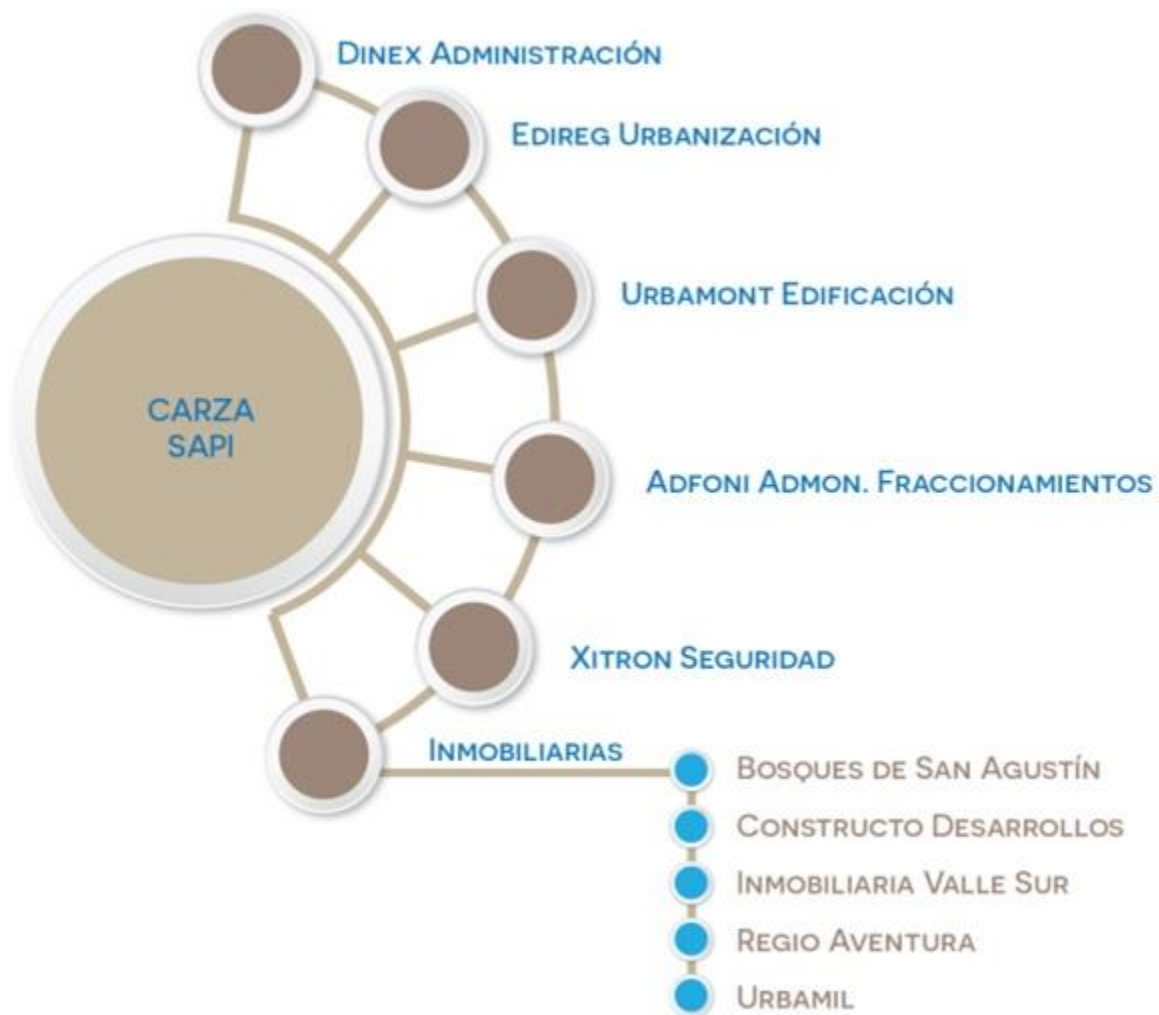 Dinex Administración
Edireg Urbanización
Urbamont Edificación
CARZA
SAPI
Adfoni Admon. Fraccionamientos
Xitron Seguridad
Inmobiliarias
Bosques de San Agustín
Constructo Desarrollos
Inmobiliaria Valle Sur
Regio Aventura
Urbamil